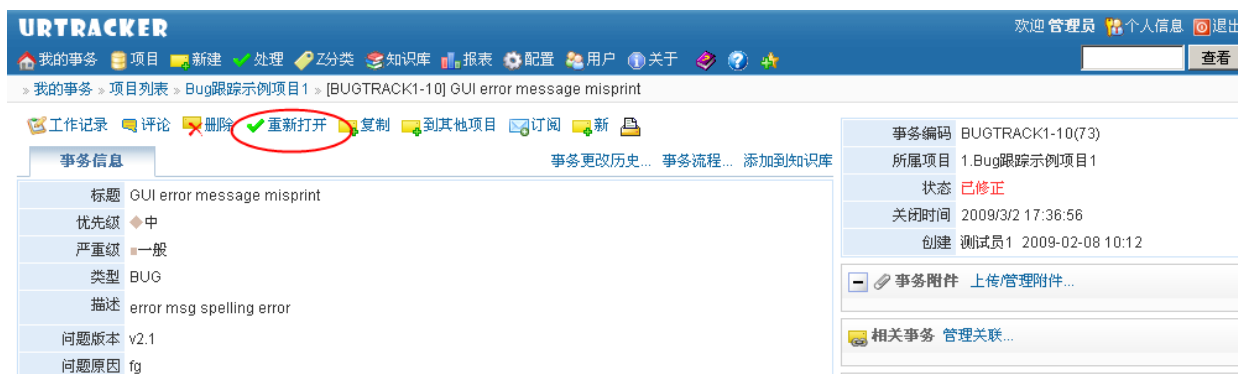 URTRACKER
欢迎 管理员 个人信息 退出
我的事务 项目 新建 处理 Z分类 知识库 报表 配置 用户 关于 查看
» 我的事务 » 项目列表 » Bug跟踪示例项目1 » [BUGTRACK1-10] GUI error message misprint
工作记录 评论 删除 重新打开 复制 到其他项目 订阅 新
事务信息 事务更改历史... 事务流程... 添加到知识库
标题 GUI error message misprint
优先级 中
严重级 一般
类型 BUG
描述 error msg spelling error
问题版本 v2.1
问题原因 fg
事务编码 BUGTRACK1-10(73)
所属项目 1.Bug跟踪示例项目1
状态 已修正
关闭时间 2009/3/2 17:36:56
创建 测试员1 2009-02-08 10:12
事务附件 上传/管理附件...
相关事务 管理关联...